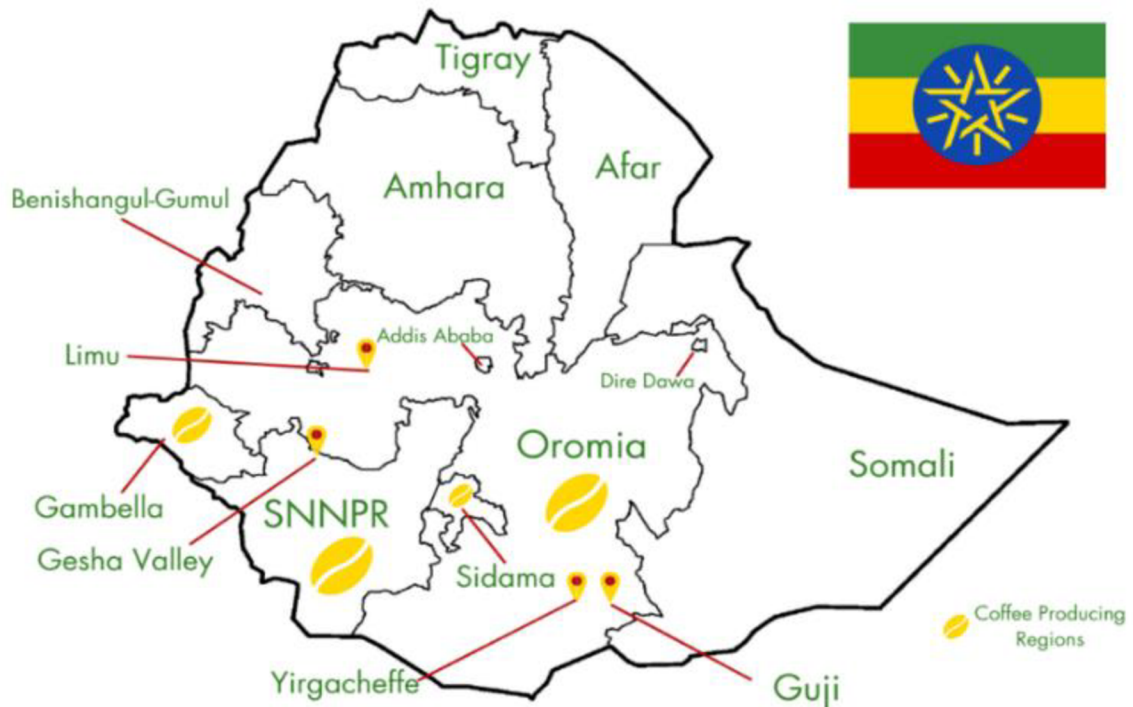 Tigray
Afar
Amhara
Benishangul-Gumul
Addis Ababa
Limu
Dire Dawa
Oromia
Somali
Gambella
SNNPR
Gesha Valley
Sidama
Coffee Producing
Regions
Yirgacheffe
Guji